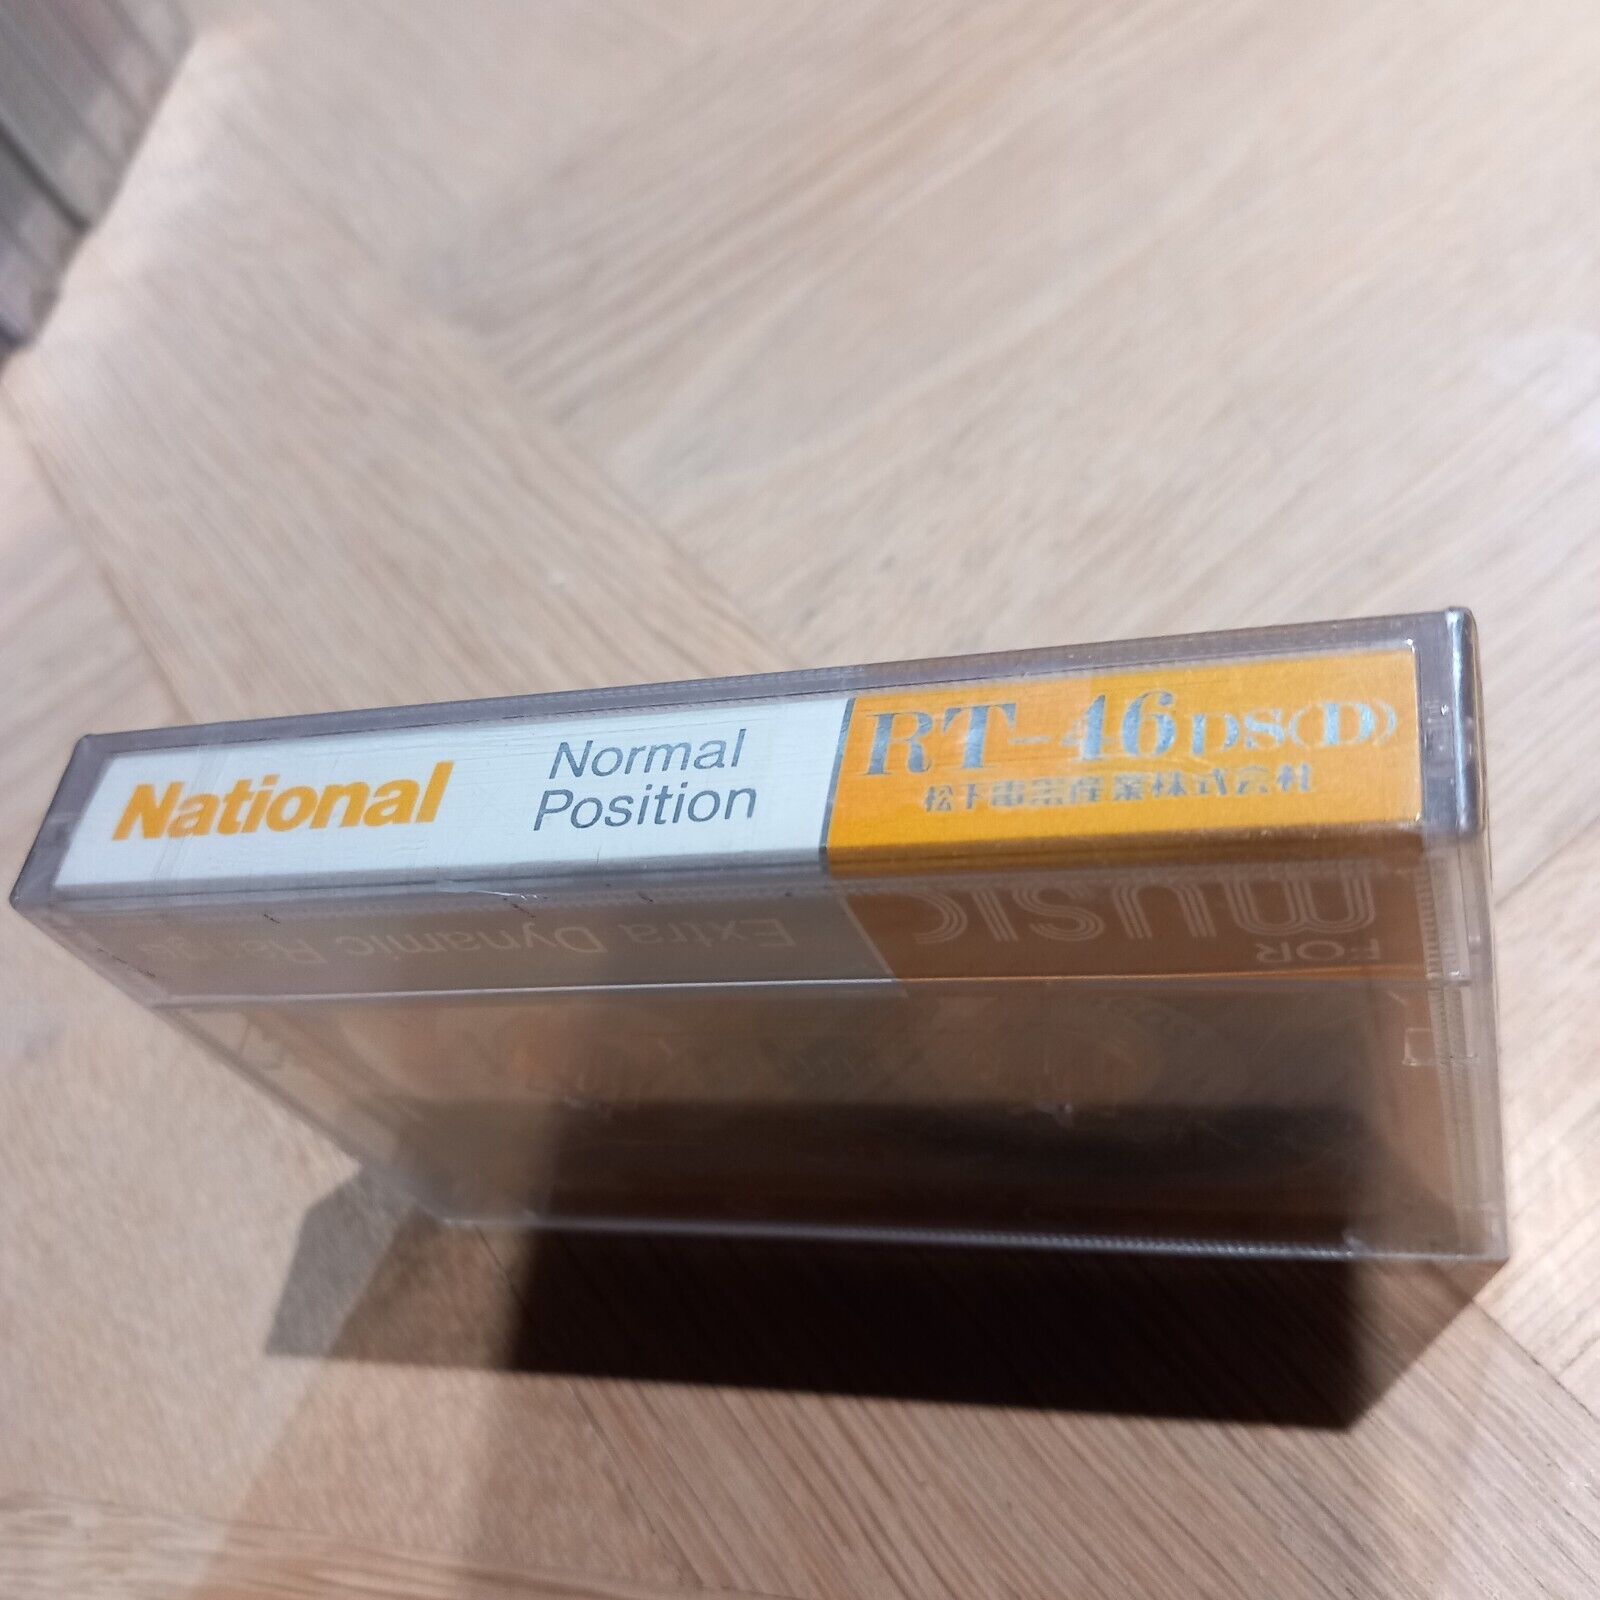 National
Normal
Position
RT-46DS(D)
松下電器産業株式会社
FOR
MUSIC
Extra Dynamic Range